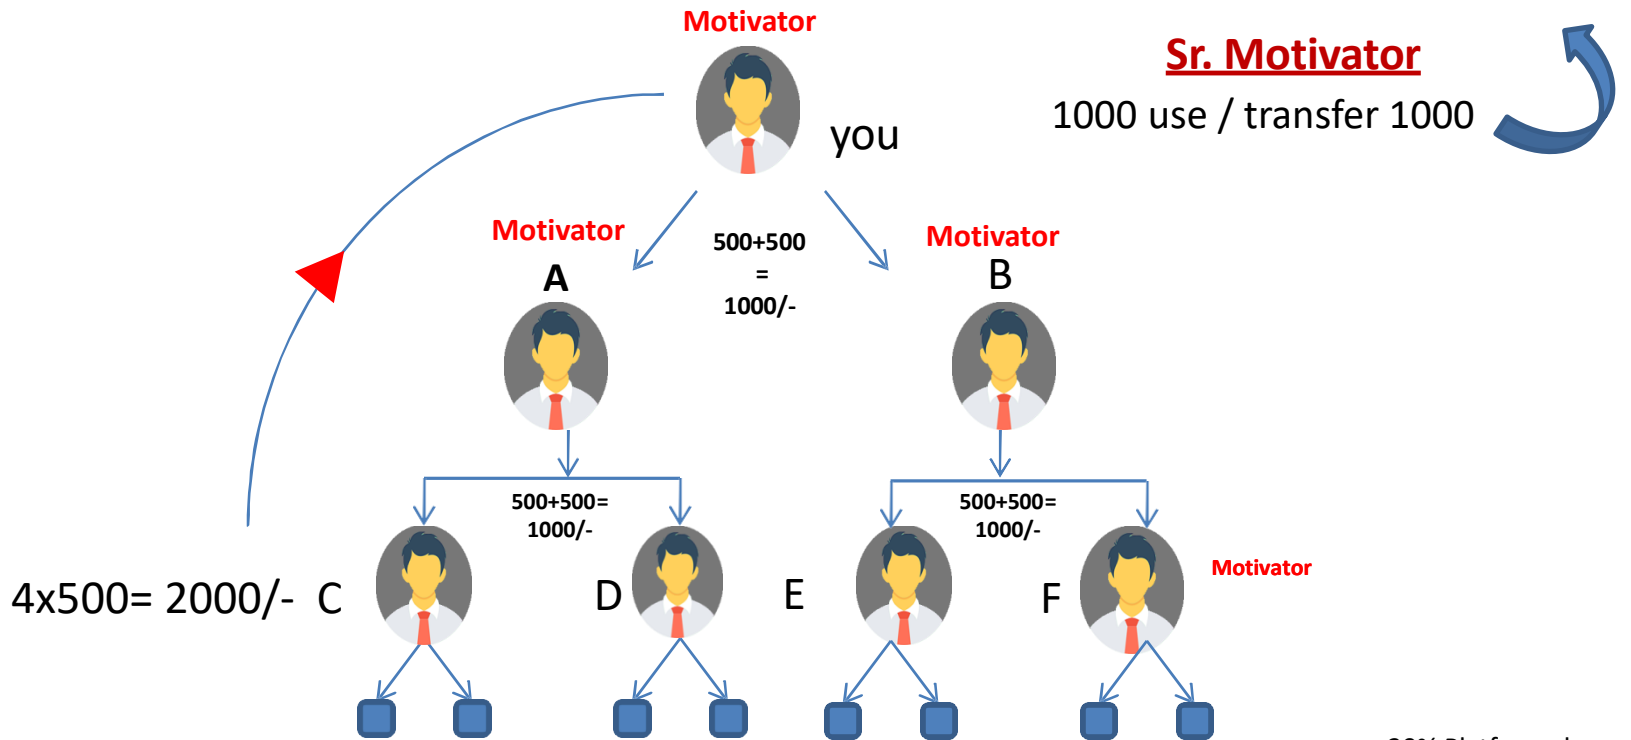 Motivator
Sr. Motivator
1000 use / transfer 1000
you
Motivator
500+500
=
1000/-
Motivator
A
B
500+500=
1000/-
500+500=
1000/-
4x500= 2000/- C
D
E
F
Motivator